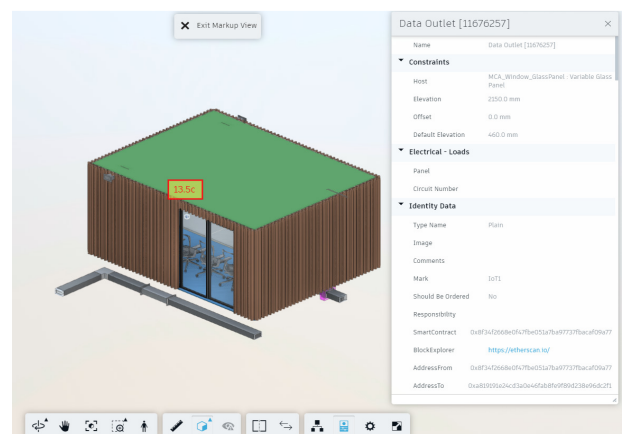 Exit Markup View
13.5c
Data Outlet [11676257]
Name Data Outlet [11676257]
Constraints
Host MCA_Window_GlassPanel : Variable Glass
Panel
Elevation 2150.0 mm
Offset 0.0 mm
Default Elevation 460.0 mm
Electrical - Loads
Panel
Circuit Number
Identity Data
Type Name Plain
Image
Comments
Mark IoT1
Should Be Ordered No
Responsibility
SmartContract
BlockExplorer https://etherscan.io/
AddressFrom
AddressTo